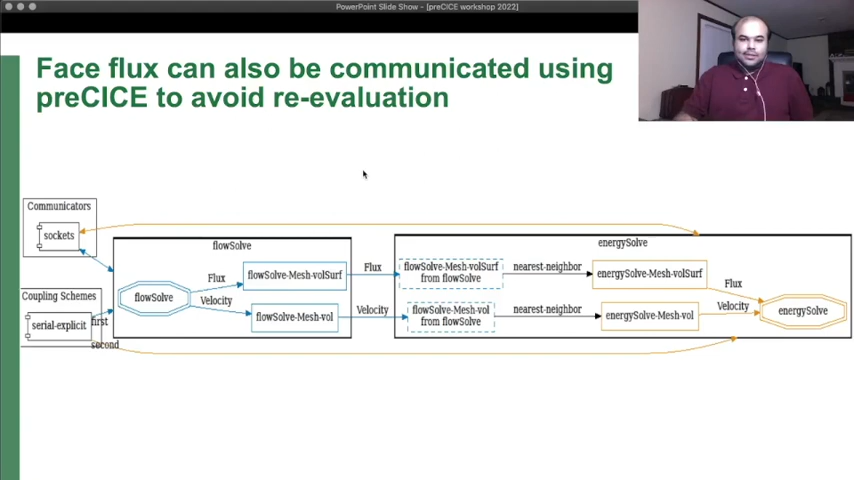 PowerPoint Slide Show - [preCICE workshop 2022]
Face flux can also be communicated using
preCICE to avoid re-evaluation
Communicators
sockets
Coupling Schemes
serial-explicit
first
second
flowSolve
flowSolve
Flux
Velocity
flowSolve-Mesh-volSurf
flowSolve-Mesh-vol
Flux
Velocity
energySolve
flowSolve-Mesh-volSurf
from flowSolve
flowSolve-Mesh-vol
from flowSolve
nearest-neighbor
nearest-neighbor
energySolve-Mesh-volSurf
energySolve-Mesh-vol
Flux
Velocity
energySolve